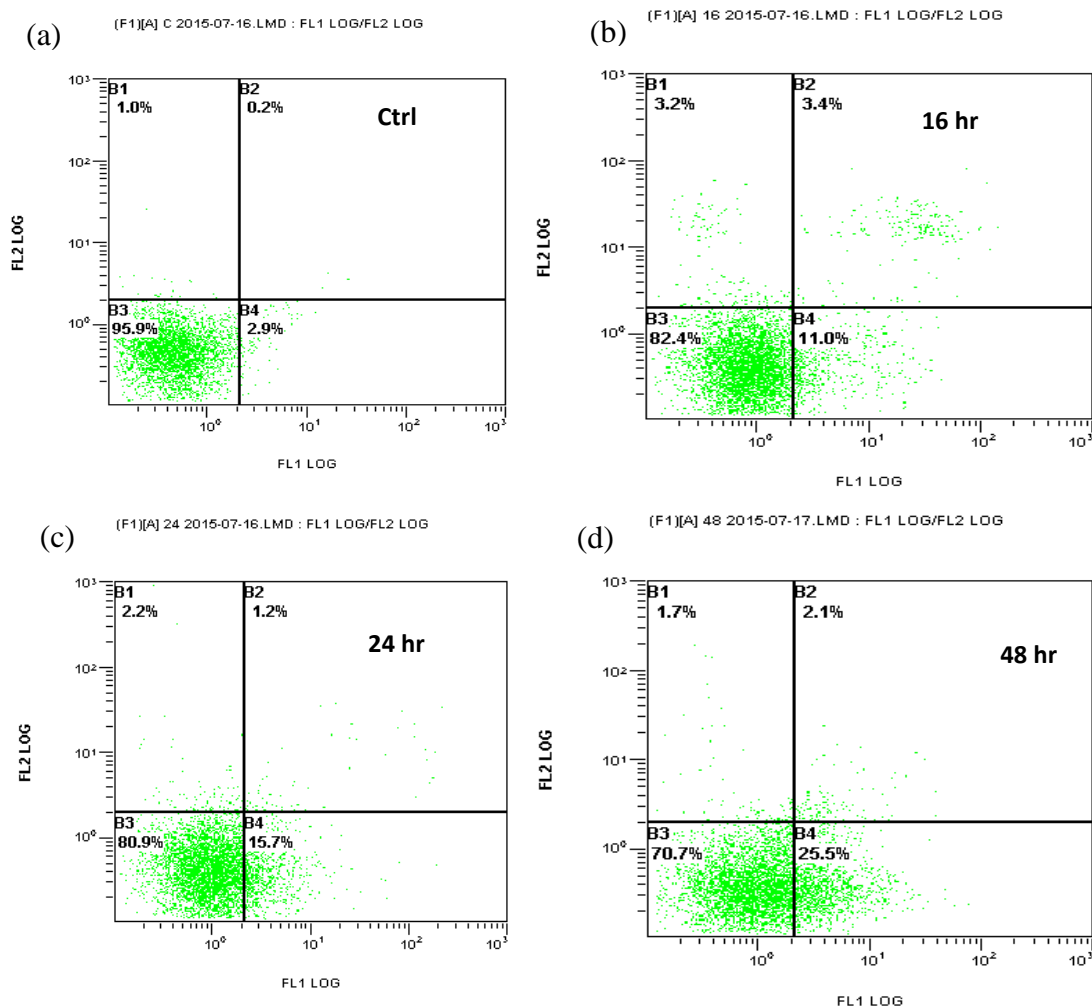 (a)
(F1)[A] C 2015-07-16.LMD : FL1 LOG/FL2 LOG
10³
B1
1.0%
B2
0.2%
Ctrl
10²
10¹
FL2 LOG
B3
95.9%
B4
2.9%
10⁰
10⁰ 10¹ 10² 10³
FL1 LOG
(b)
(F1)[A] 16 2015-07-16.LMD : FL1 LOG/FL2 LOG
10³
B1
3.2%
B2
3.4%
16 hr
10²
10¹
FL2 LOG
B3
82.4%
B4
11.0%
10⁰
10⁰ 10¹ 10² 10³
FL1 LOG
(c)
(F1)[A] 24 2015-07-16.LMD : FL1 LOG/FL2 LOG
10³
B1
2.2%
B2
1.2%
24 hr
10²
10¹
FL2 LOG
B3
80.9%
B4
15.7%
10⁰
10⁰ 10¹ 10² 10³
FL1 LOG
(d)
(F1)[A] 48 2015-07-17.LMD : FL1 LOG/FL2 LOG
10³
B1
1.7%
B2
2.1%
48 hr
10²
10¹
FL2 LOG
B3
70.7%
B4
25.5%
10⁰
10⁰ 10¹ 10² 10³
FL1 LOG